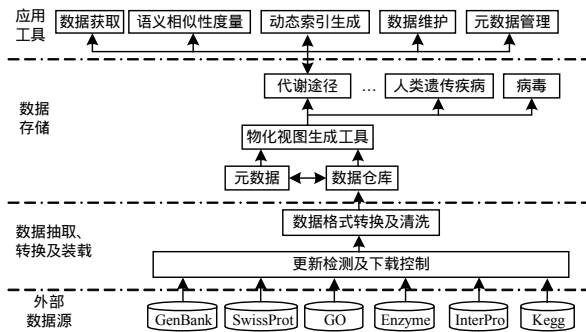 应用
工具
数据获取 语义相似性度量 动态索引生成 数据维护 元数据管理
数据
存储
代谢途径 … 人类遗传疾病 病毒
物化视图生成工具
元数据 数据仓库
数据抽取、
转换及装载
数据格式转换及清洗
更新检测及下载控制
外部
数据源
GenBank SwissProt GO Enzyme InterPro Kegg